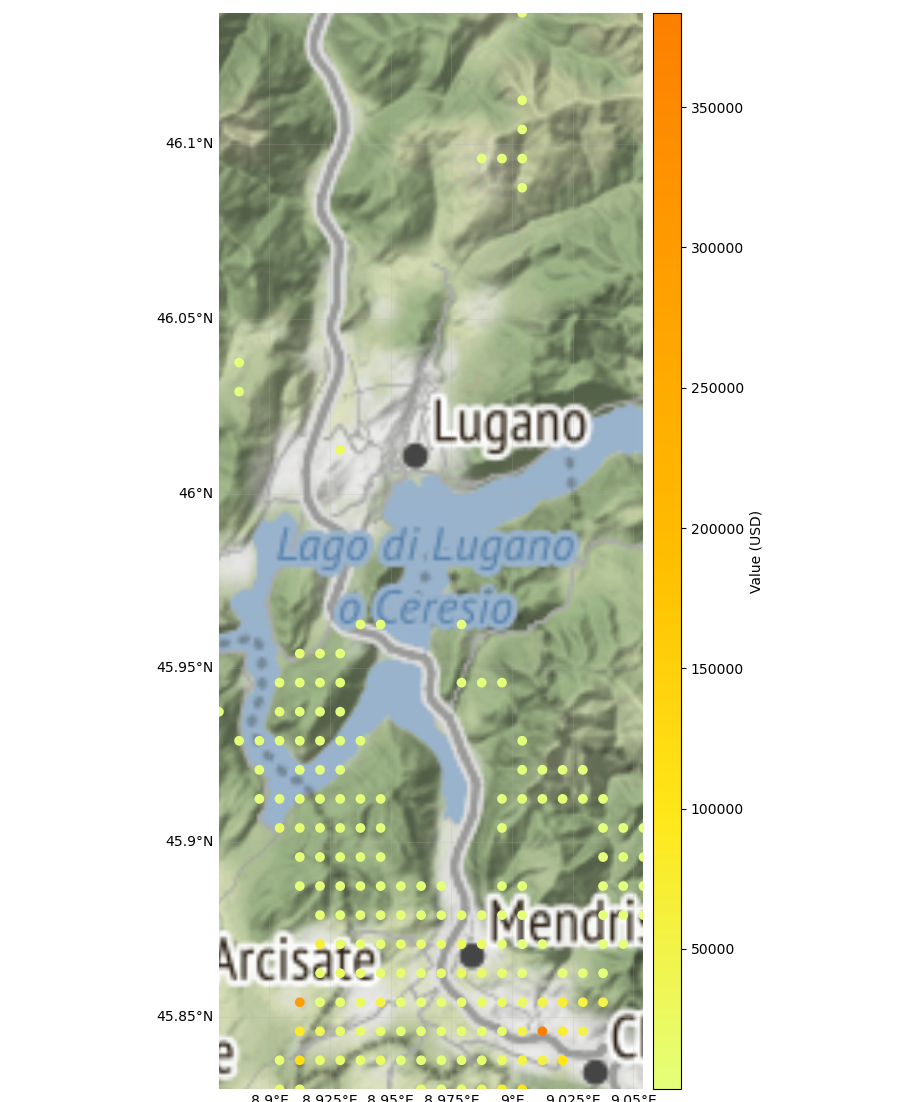 46.1°N
46.05°N
46°N
45.95°N
45.9°N
45.85°N
8.9°E 8.925°E 8.95°E 8.975°E 9°E 9.025°E 9.05°E
Lugano
Lago di Lugano
o Ceresio
Mendris
Arcisate
Cl
e
350000
300000
250000
200000
150000
100000
50000
Value (USD)